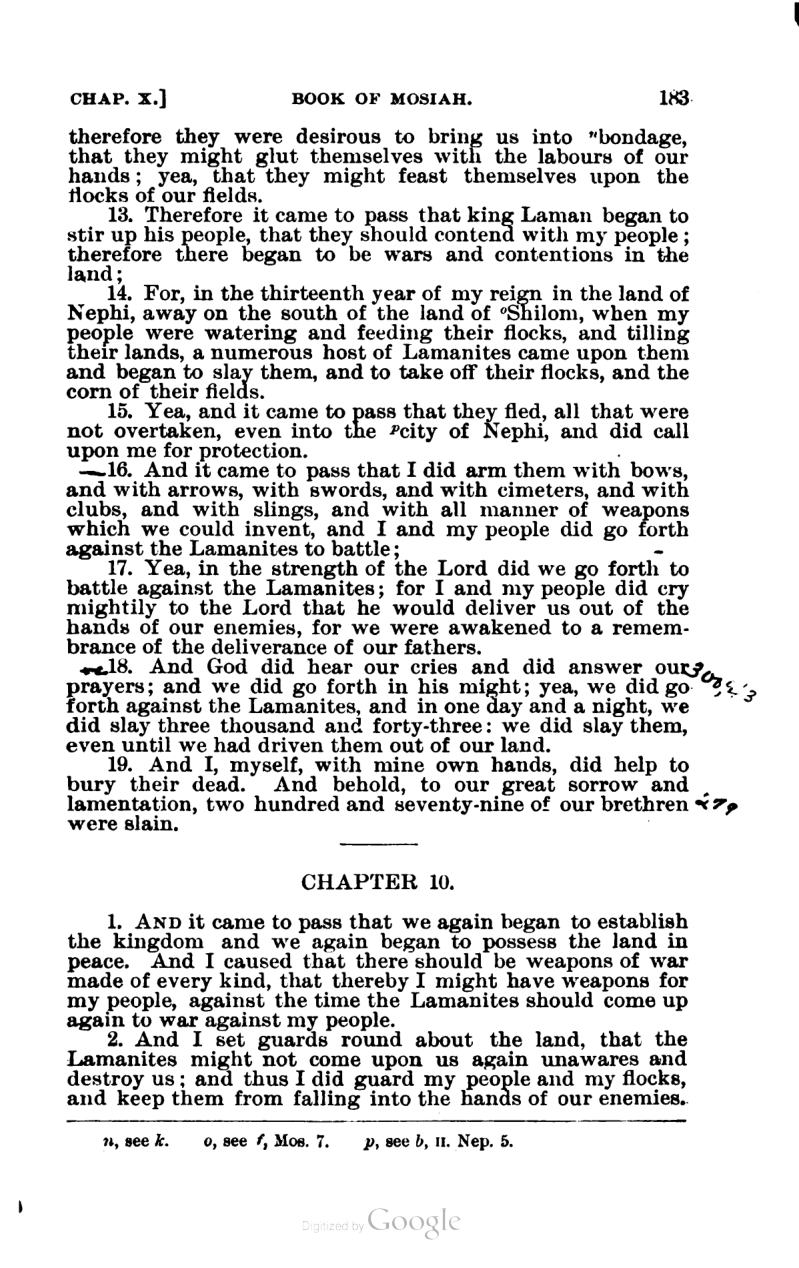 CHAP. X.] BOOK OF MOSIAH. 183
therefore they were desirous to bring us into ⁿbondage,
that they might glut themselves with the labours of our
hands; yea, that they might feast themselves upon the
flocks of our fields.
13. Therefore it came to pass that king Laman began to
stir up his people, that they should contend with my people;
therefore there began to be wars and contentions in the
land;
14. For, in the thirteenth year of my reign in the land of
Nephi, away on the south of the land of ᵒShilom, when my
people were watering and feeding their flocks, and tilling
their lands, a numerous host of Lamanites came upon them
and began to slay them, and to take off their flocks, and the
corn of their fields.
15. Yea, and it came to pass that they fled, all that were
not overtaken, even into the ᵖcity of Nephi, and did call
upon me for protection.
16. And it came to pass that I did arm them with bows,
and with arrows, with swords, and with cimeters, and with
clubs, and with slings, and with all manner of weapons
which we could invent, and I and my people did go forth
against the Lamanites to battle;
17. Yea, in the strength of the Lord did we go forth to
battle against the Lamanites; for I and my people did cry
mightily to the Lord that he would deliver us out of the
hands of our enemies, for we were awakened to a remem-
brance of the deliverance of our fathers.
18. And God did hear our cries and did answer our
prayers; and we did go forth in his might; yea, we did go
forth against the Lamanites, and in one day and a night, we
did slay three thousand and forty-three: we did slay them,
even until we had driven them out of our land.
19. And I, myself, with mine own hands, did help to
bury their dead. And behold, to our great sorrow and
lamentation, two hundred and seventy-nine of our brethren
were slain.
CHAPTER 10.
1. AND it came to pass that we again began to establish
the kingdom and we again began to possess the land in
peace. And I caused that there should be weapons of war
made of every kind, that thereby I might have weapons for
my people, against the time the Lamanites should come up
again to war against my people.
2. And I set guards round about the land, that the
Lamanites might not come upon us again unawares and
destroy us; and thus I did guard my people and my flocks,
and keep them from falling into the hands of our enemies.
n, see k. o, see f, Mos. 7. p, see b, II. Nep. 5.
Digitized by Google